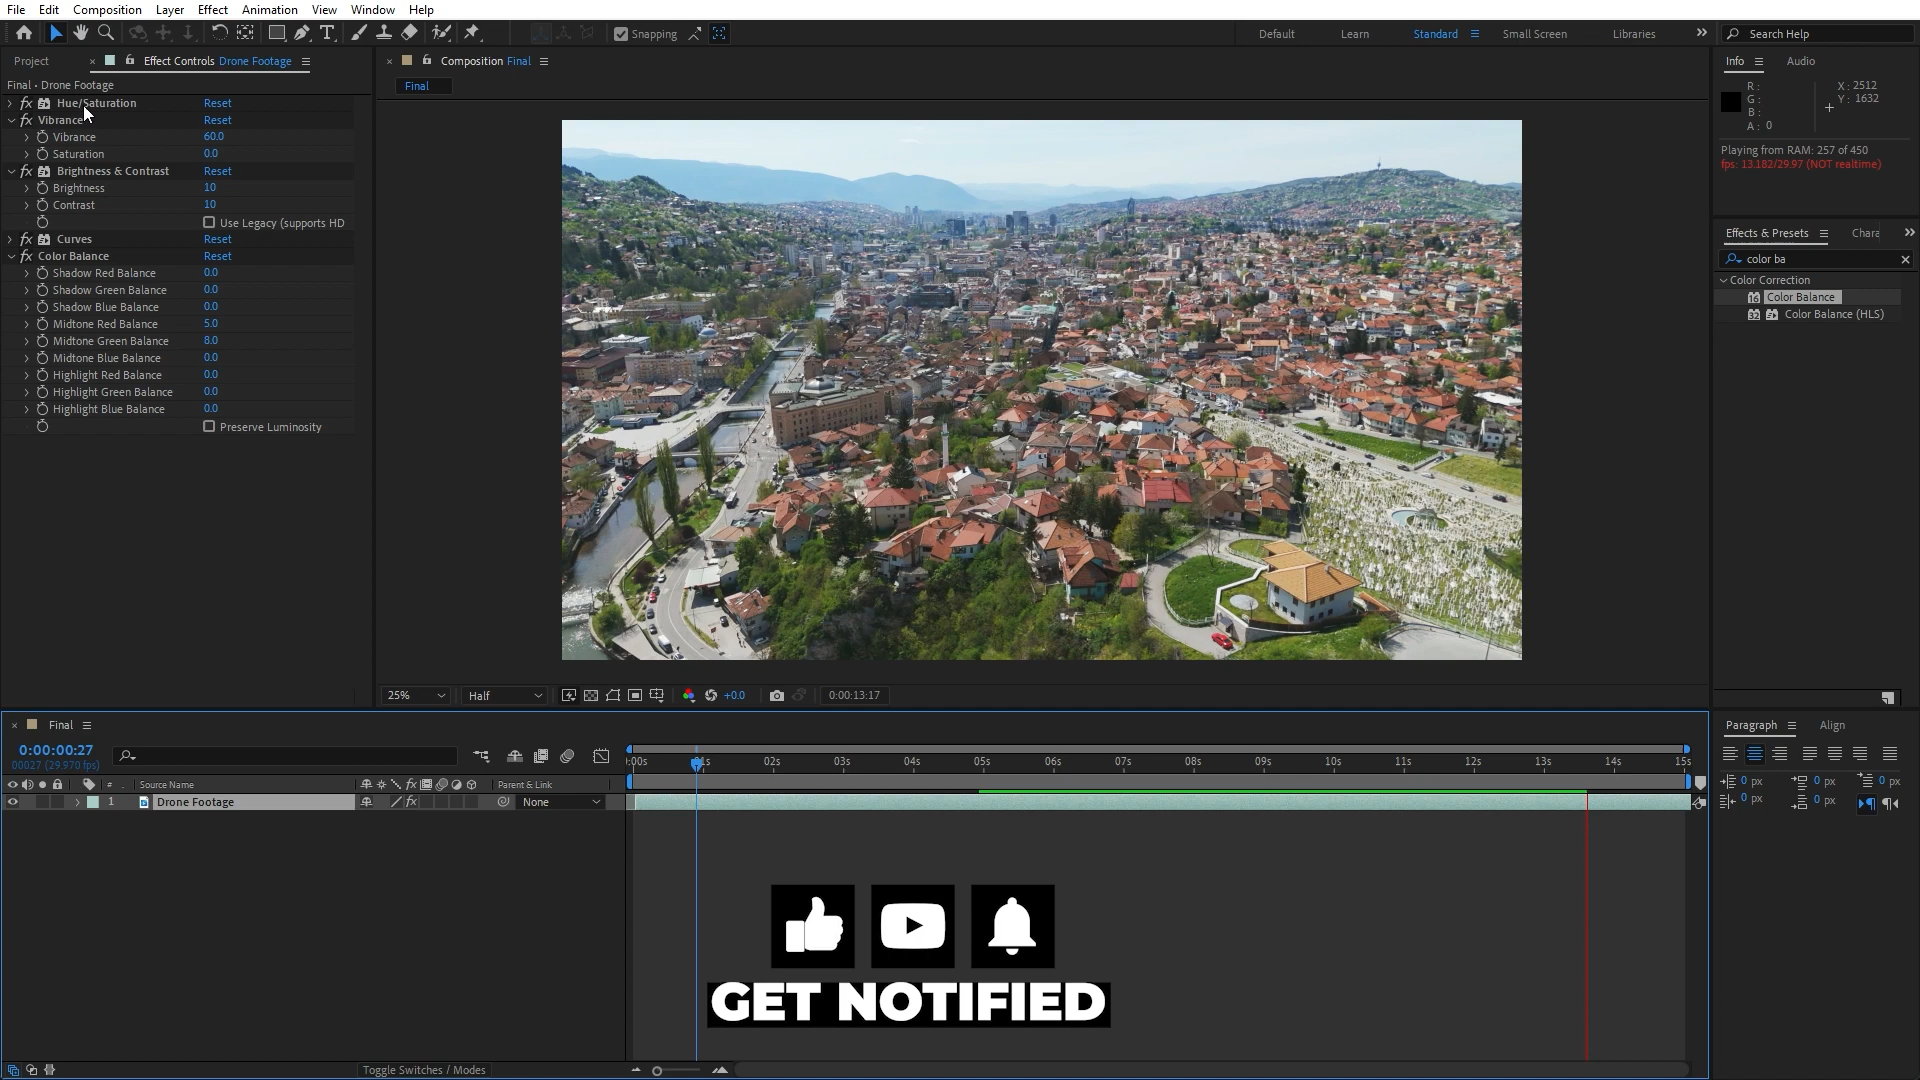 File Edit Composition Layer Effect Animation View Window Help
Snapping Default Learn Standard Small Screen Libraries Search Help
Project Effect Controls Drone Footage
Final • Drone Footage
fx Hue/Saturation Reset
fx Vibrance Reset
Vibrance 60.0
Saturation 0.0
fx Brightness & Contrast Reset
Brightness 10
Contrast 10
Use Legacy (supports HD
fx Curves Reset
fx Color Balance Reset
Shadow Red Balance 0.0
Shadow Green Balance 0.0
Shadow Blue Balance 0.0
Midtone Red Balance 5.0
Midtone Green Balance 8.0
Midtone Blue Balance 0.0
Highlight Red Balance 0.0
Highlight Green Balance 0.0
Highlight Blue Balance 0.0
Preserve Luminosity
Composition Final
Final
25% Half +0.0 0:00:13:17
Info Audio
R :
G :
B :
A : 0
X : 2512
Y : 1632
Playing from RAM: 257 of 450
fps: 13.182/29.97 (NOT realtime)
Effects & Presets Chara
color ba
Color Correction
16 Color Balance
32 Color Balance (HLS)
Final
0:00:00:27
00027 (29.970 fps)
# Source Name fx Parent & Link
1 Drone Footage fx None
:00s 01s 02s 03s 04s 05s 06s 07s 08s 09s 10s 11s 12s 13s 14s 15s
GET NOTIFIED
Toggle Switches / Modes
Paragraph Align
0 px 0 px 0 px
0 px 0 px